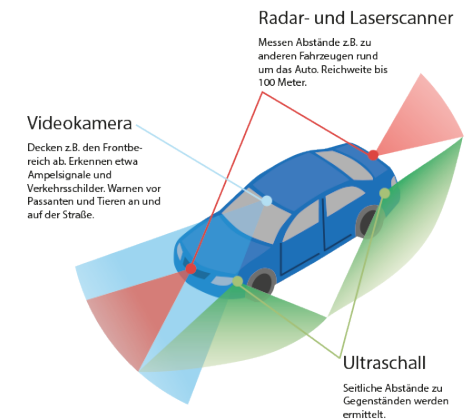 Radar- und Laserscanner
Messen Abstände z.B. zu
anderen Fahrzeugen rund
um das Auto. Reichweite bis
100 Meter.
Videokamera
Decken z.B. den Frontbe-
reich ab. Erkennen etwa
Ampelsignale und
Verkehrsschilder. Warnen vor
Passanten und Tieren an und
auf der Straße.
Ultraschall
Seitliche Abstände zu
Gegenständen werden
ermittelt.